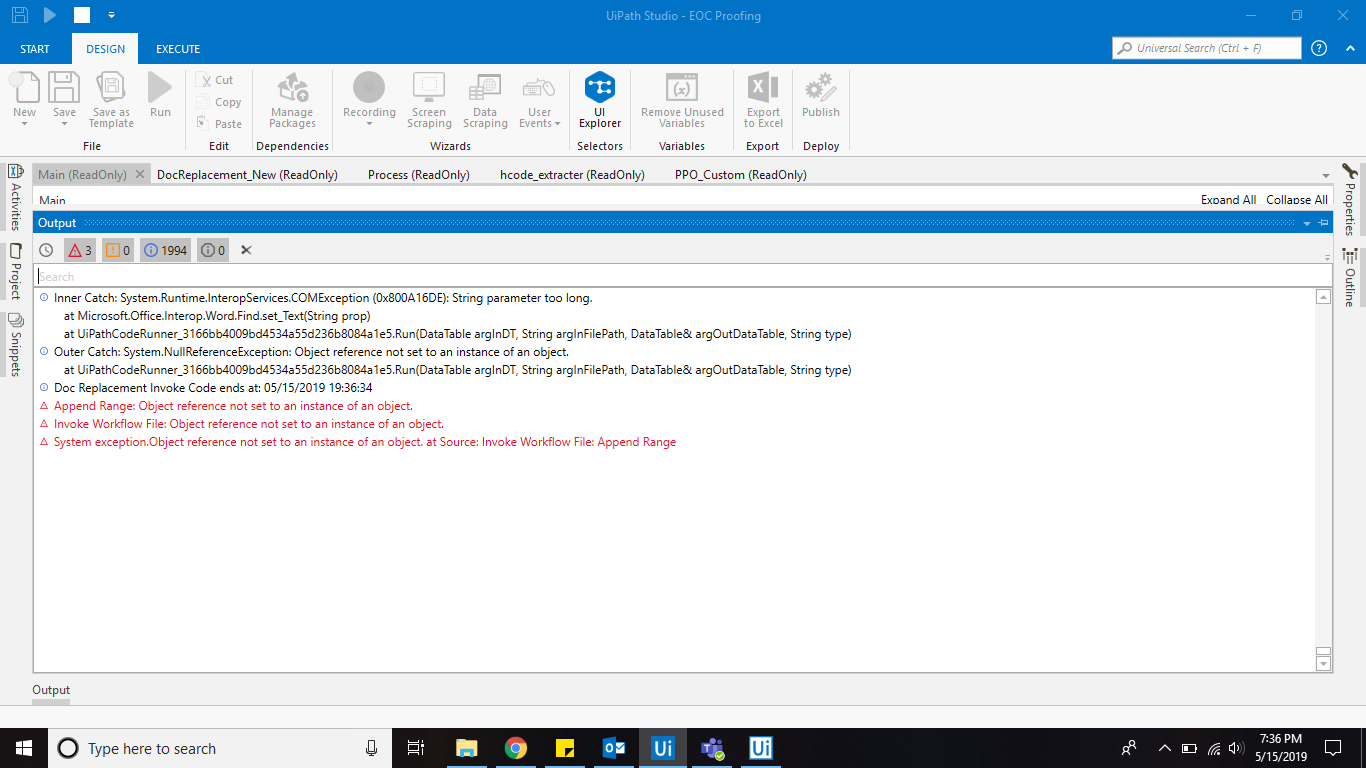 UiPath Studio - EOC Proofing
START DESIGN EXECUTE
Universal Search (Ctrl + F)
New
Save
Save as
Template
Run
File
Cut
Copy
Paste
Edit
Manage
Packages
Dependencies
Recording
Screen
Scraping
Data
Scraping
User
Events
Wizards
UI
Explorer
Selectors
Remove Unused
Variables
Variables
Export
to Excel
Export
Publish
Deploy
Activities
Project
Snippets
Main (ReadOnly) DocReplacement_New (ReadOnly) Process (ReadOnly) hcode_extracter (ReadOnly) PPO_Custom (ReadOnly)
Properties
Outline
Main Expand All Collapse All
Output
3 0 1994 0
Search
Inner Catch: System.Runtime.InteropServices.COMException (0x800A16DE): String parameter too long.
at Microsoft.Office.Interop.Word.Find.set_Text(String prop)
at UiPathCodeRunner_3166bb4009bd4534a55d236b8084a1e5.Run(DataTable argInDT, String argInFilePath, DataTable& argOutDataTable, String type)
Outer Catch: System.NullReferenceException: Object reference not set to an instance of an object.
at UiPathCodeRunner_3166bb4009bd4534a55d236b8084a1e5.Run(DataTable argInDT, String argInFilePath, DataTable& argOutDataTable, String type)
Doc Replacement Invoke Code ends at: 05/15/2019 19:36:34
Append Range: Object reference not set to an instance of an object.
Invoke Workflow File: Object reference not set to an instance of an object.
System exception.Object reference not set to an instance of an object. at Source: Invoke Workflow File: Append Range
Output
Type here to search
Ui
Ui
7:36 PM
5/15/2019